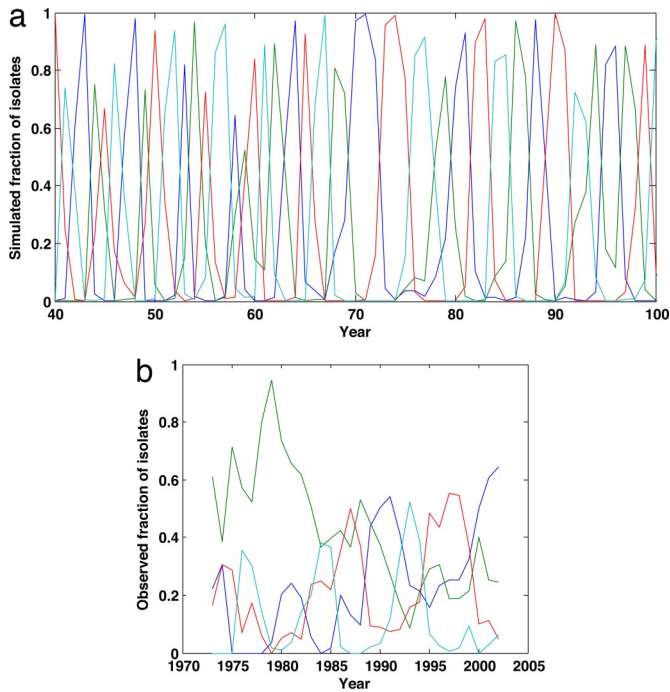 a
Simulated fraction of isolates
1
0.8
0.6
0.4
0.2
0
40 50 60 70 80 90 100
Year
b
Observed fraction of isolates
1
0.8
0.6
0.4
0.2
0
1970 1975 1980 1985 1990 1995 2000 2005
Year